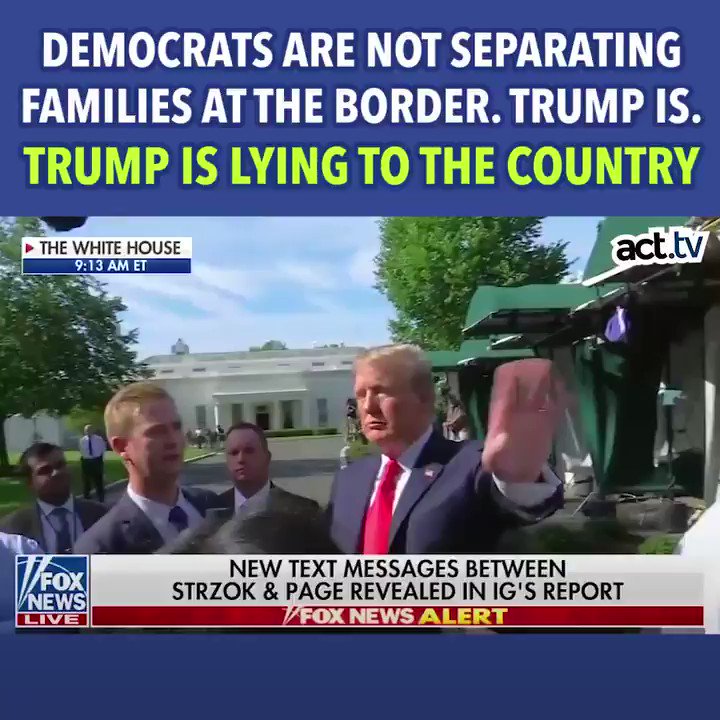 DEMOCRATS ARE NOT SEPARATING
FAMILIES AT THE BORDER. TRUMP IS.
TRUMP IS LYING TO THE COUNTRY
act.tv
THE WHITE HOUSE
9:13 AM ET
FOX
NEWS
LIVE
NEW TEXT MESSAGES BETWEEN
STRZOK & PAGE REVEALED IN IG'S REPORT
FOX NEWS ALERT